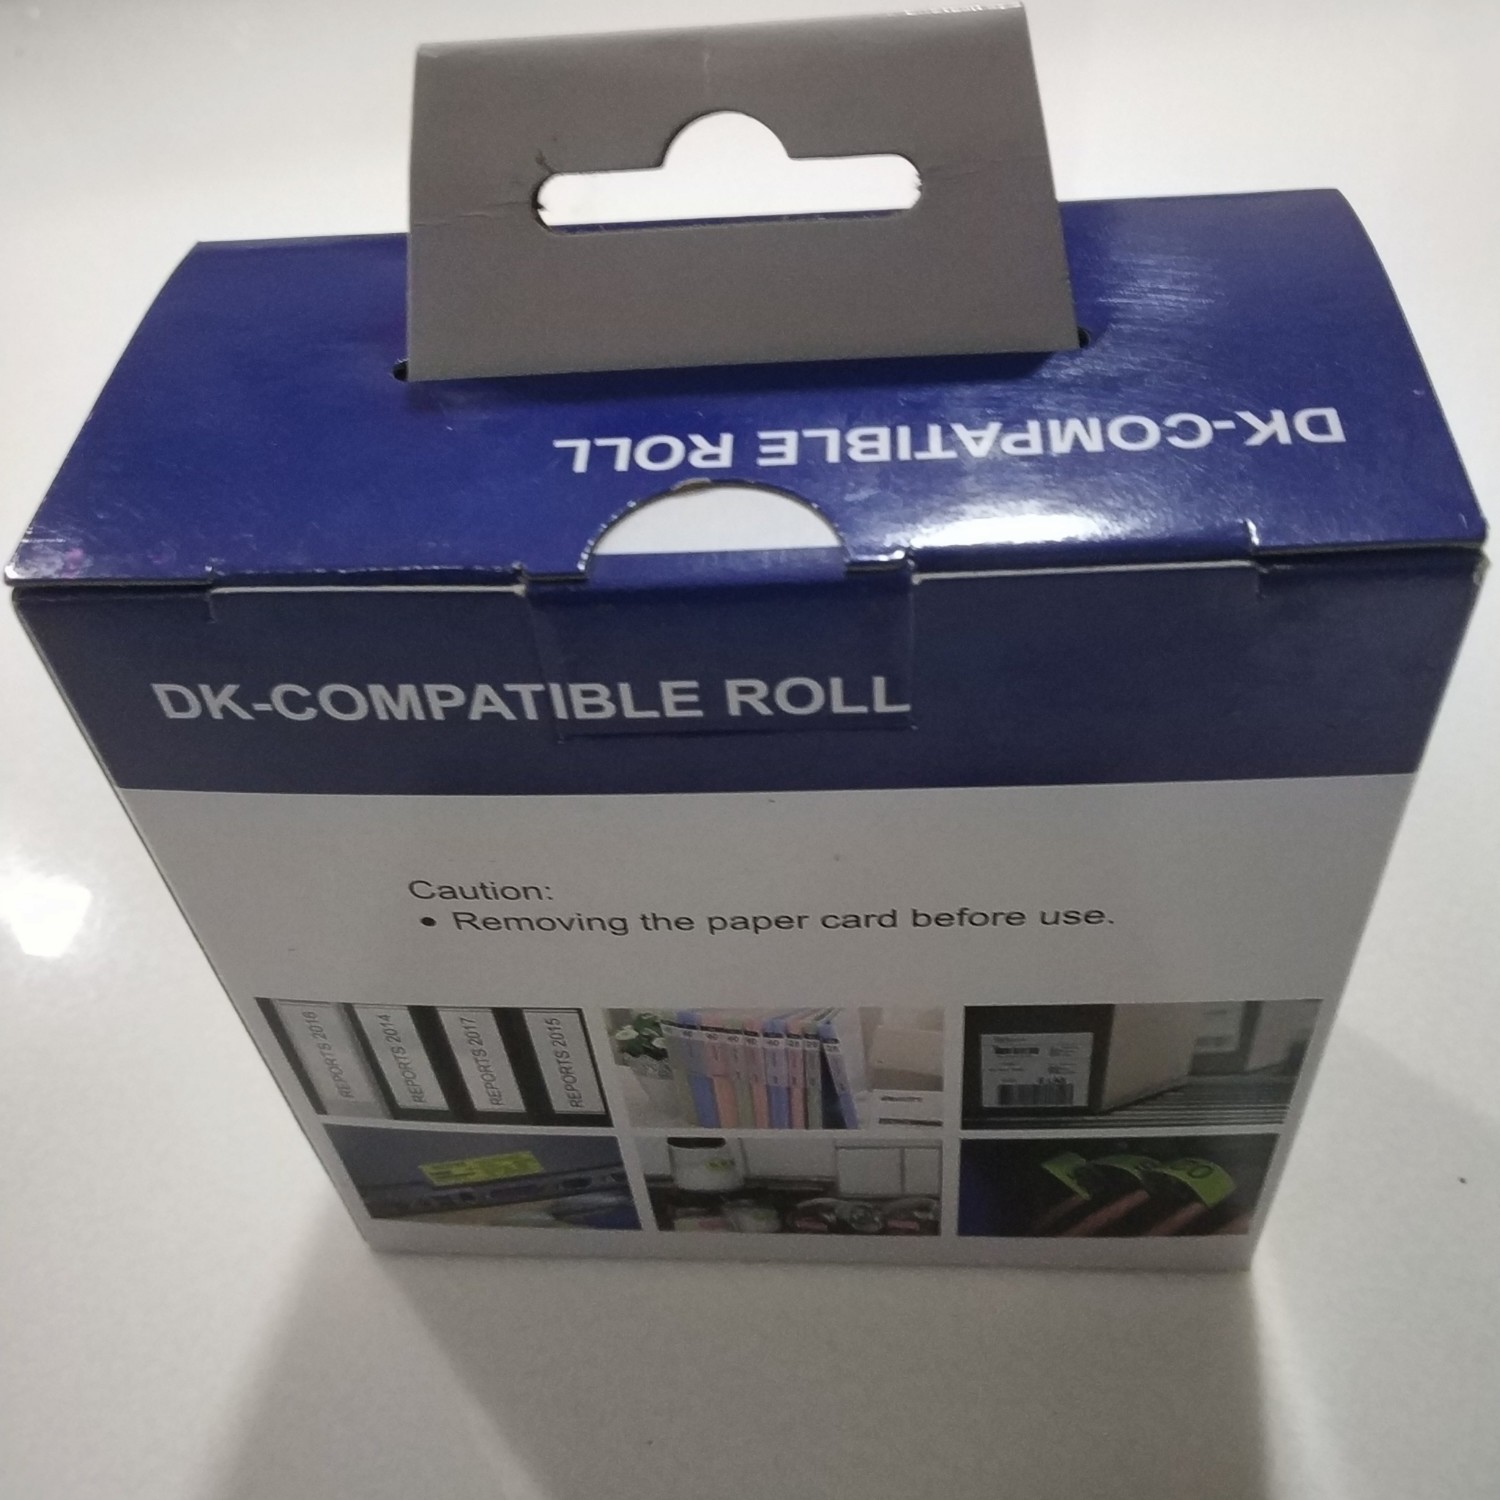 DK-COMPATIBLE ROLL
DK-COMPATIBLE ROLL
Caution:
• Removing the paper card before use.
REPORTS 2016
REPORTS 2014
REPORTS 2017
REPORTS 2015